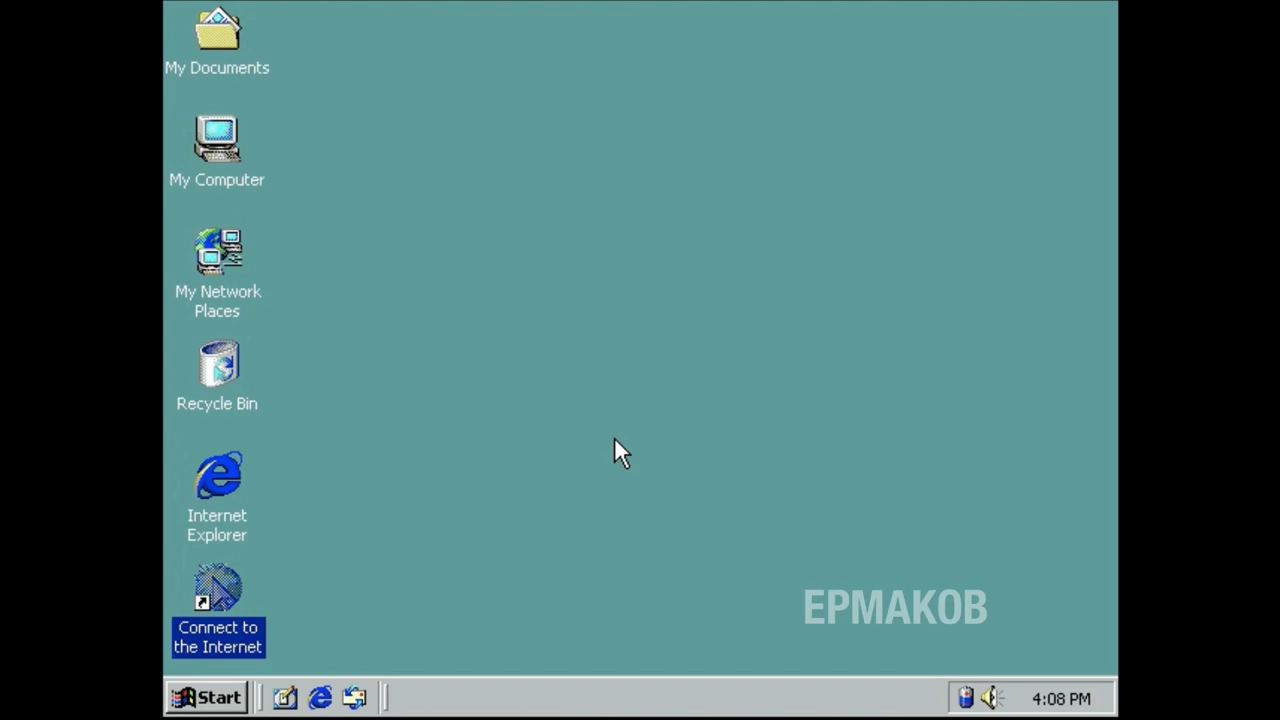 My Documents
My Computer
My Network
Places
Recycle Bin
Internet
Explorer
Connect to
the Internet
ЕРМАКОВ
Start
4:08 PM